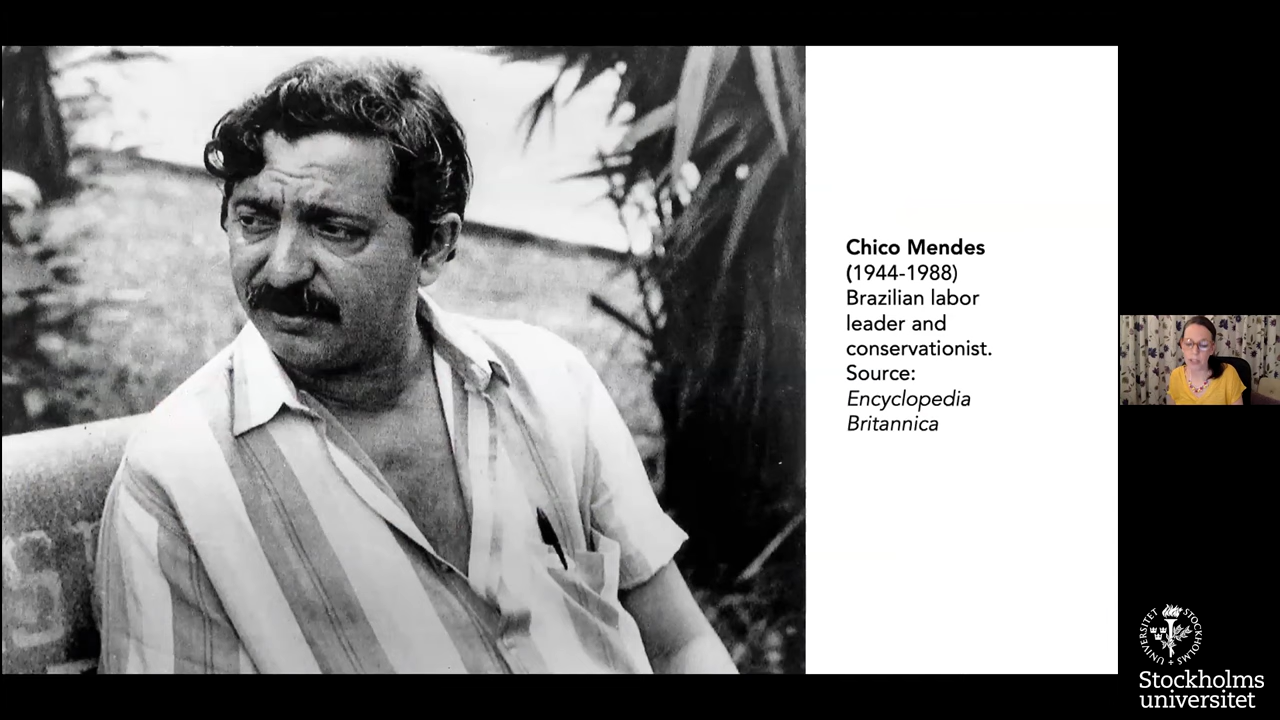 Chico Mendes
(1944-1988)
Brazilian labor
leader and
conservationist.
Source:
Encyclopedia
Britannica
STOCKHOLMS
UNIVERSITET
Stockholms
universitet